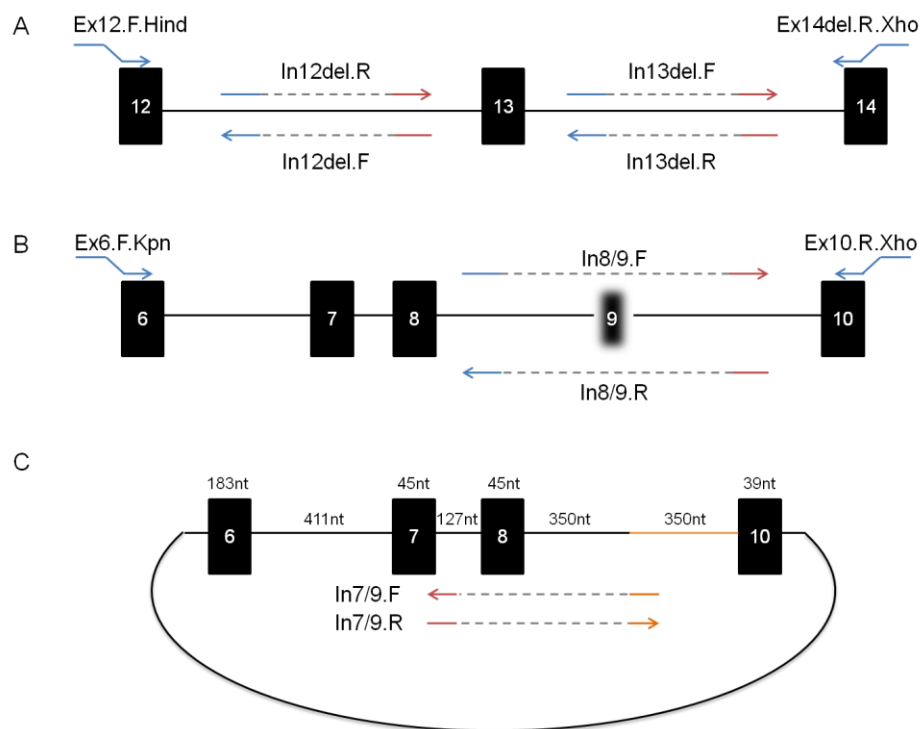 A
Ex12.F.Hind
Ex14del.R.Xho
In12del.R
In13del.F
12
13
14
In12del.F
In13del.R
B
Ex6.F.Kpn
Ex10.R.Xho
In8/9.F
6
7
8
9
10
In8/9.R
C
183nt
45nt
45nt
39nt
411nt
127nt
350nt
350nt
6
7
8
10
In7/9.F
In7/9.R